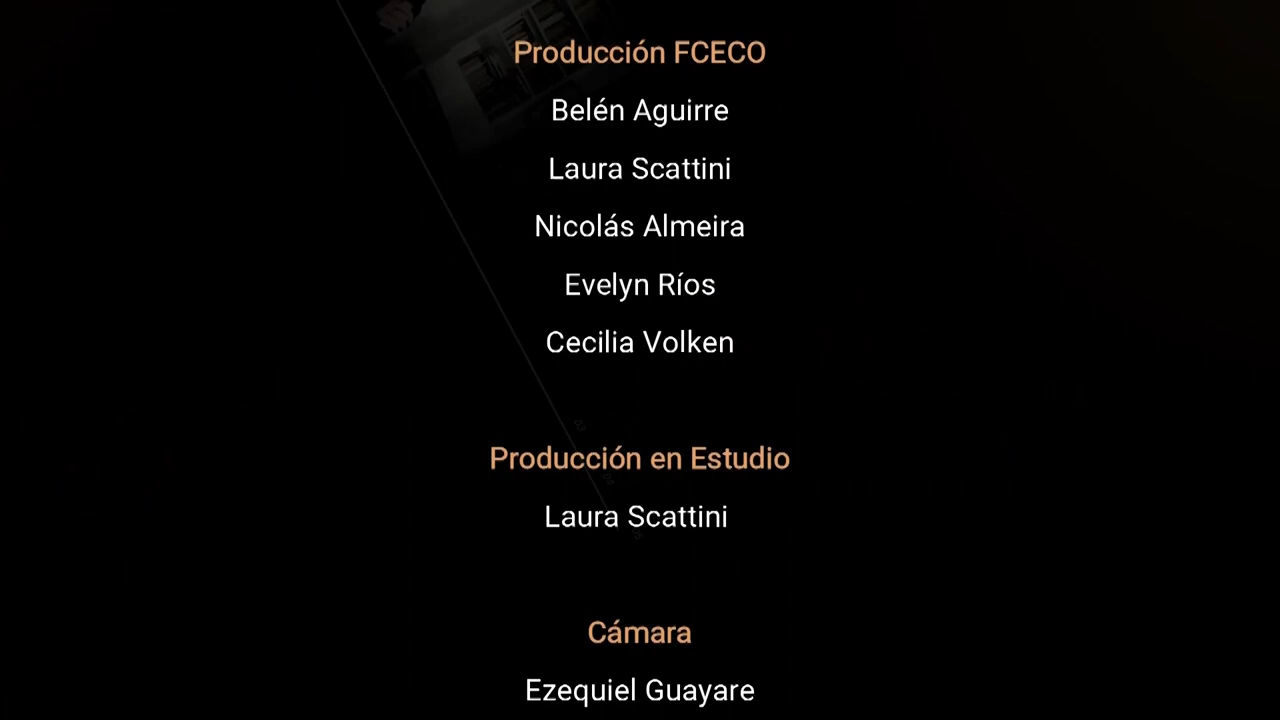 Producción FCECO
Belén Aguirre
Laura Scattini
Nicolás Almeira
Evelyn Ríos
Cecilia Volken
Producción en Estudio
Laura Scattini
Cámara
Ezequiel Guayare